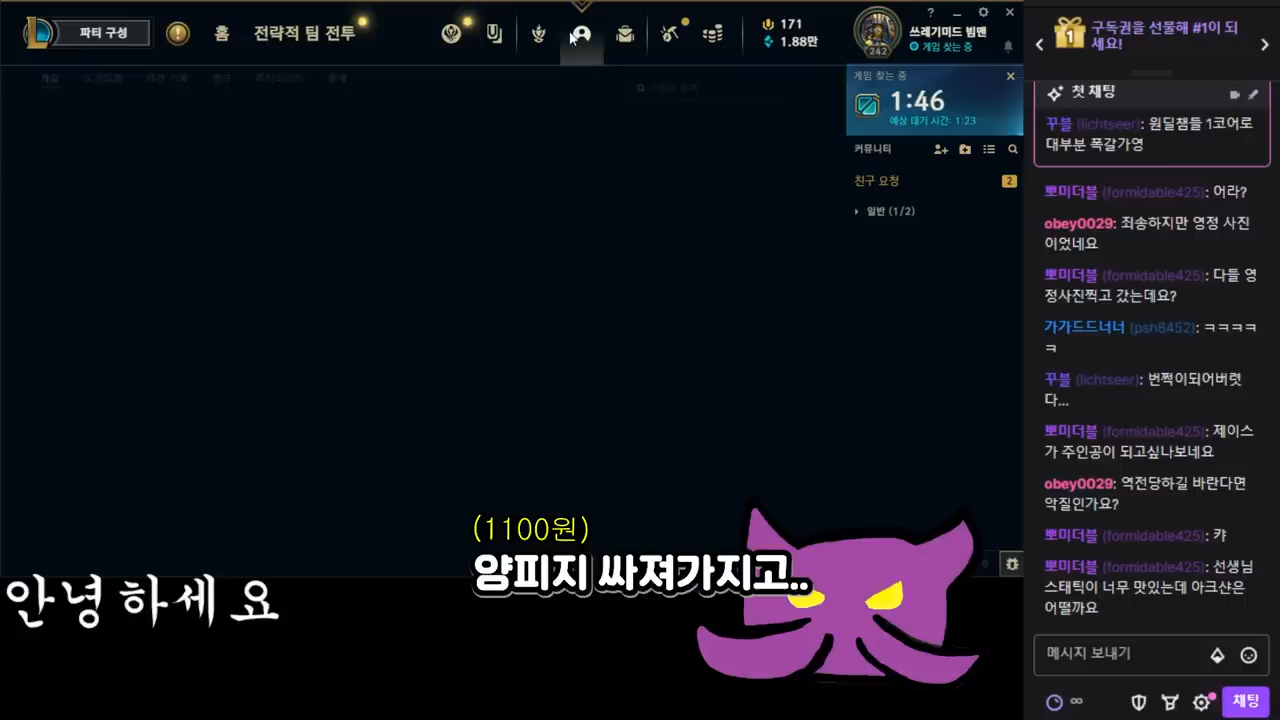 파티 구성
홈
전략적 팀 전투
171
1.88만
242
쓰레기미드 뷤맨
게임 찾는 중
게임 찾는 중
1:46
예상 대기 시간: 1:23
커뮤니티
친구 요청
2
일반 (1/2)
(1100원)
양피지 싸져가지고..
안녕하세요
1
구독권을 선물해 #1이 되
세요!
첫 채팅
꾸블 (lichtseer): 원딜챔들 1코어로
대부분 폭갈가영
뽀미더블 (formidable425): 어라?
obey0029: 죄송하지만 영정 사진
이었네요
뽀미더블 (formidable425): 다들 영
정사진찍고 갔는데요?
가가드드너너 (psh8452): ㅋㅋㅋㅋ
ㅋ
꾸블 (lichtseer): 번쩍이되어버렷
다...
뽀미더블 (formidable425): 제이스
가 주인공이 되고싶나보네요
obey0029: 역전당하길 바란다면
악질인가요?
뽀미더블 (formidable425): 캬
뽀미더블 (formidable425): 선생님
스태틱이 너무 맛있는데 아크샨은
어떨까요
메시지 보내기
채팅